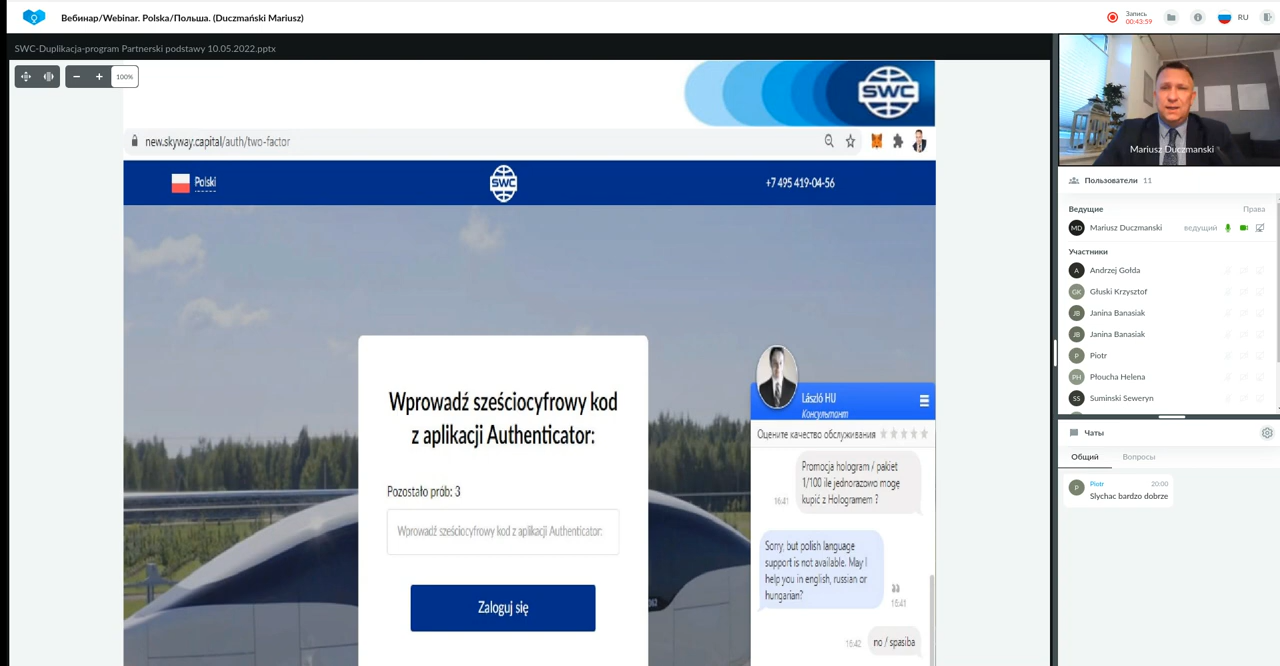 Вебинар/Webinar. Polska/Польша. (Duczmański Mariusz)
Запись
00:43:59
RU
SWC-Duplikacja-program Partnerski podstawy 10.05.2022.pptx
100%
SWC
new.skyway.capital/auth/two-factor
Polski
SWC
+7 495 419-04-56
Wprowadź sześciocyfrowy kod
z aplikacji Authenticator:
Pozostało prób: 3
Wprowadź sześciocyfrowy kod z aplikacji Authenticator:
Zaloguj się
László HU
Консультант
Оцените качество обслуживания
Promocja hologram / pakiet
1/100 ile jednorazowo mogę
kupić z Hologramem ?
16:41
Sorry, but polish language
support is not available. May I
help you in english, russian or
hungarian?
16:41
no / spasiba
16:42
Mariusz Duczmanski
Пользователи 11
Ведущие Права
MD Mariusz Duczmanski ведущий
Участники
A Andrzej Gołda
GK Głuski Krzysztof
JB Janina Banasiak
JB Janina Banasiak
P Piotr
PH Płoucha Helena
SS Suminski Seweryn
Чаты
Общий Вопросы
P Piotr 20:00
Slychac bardzo dobrze